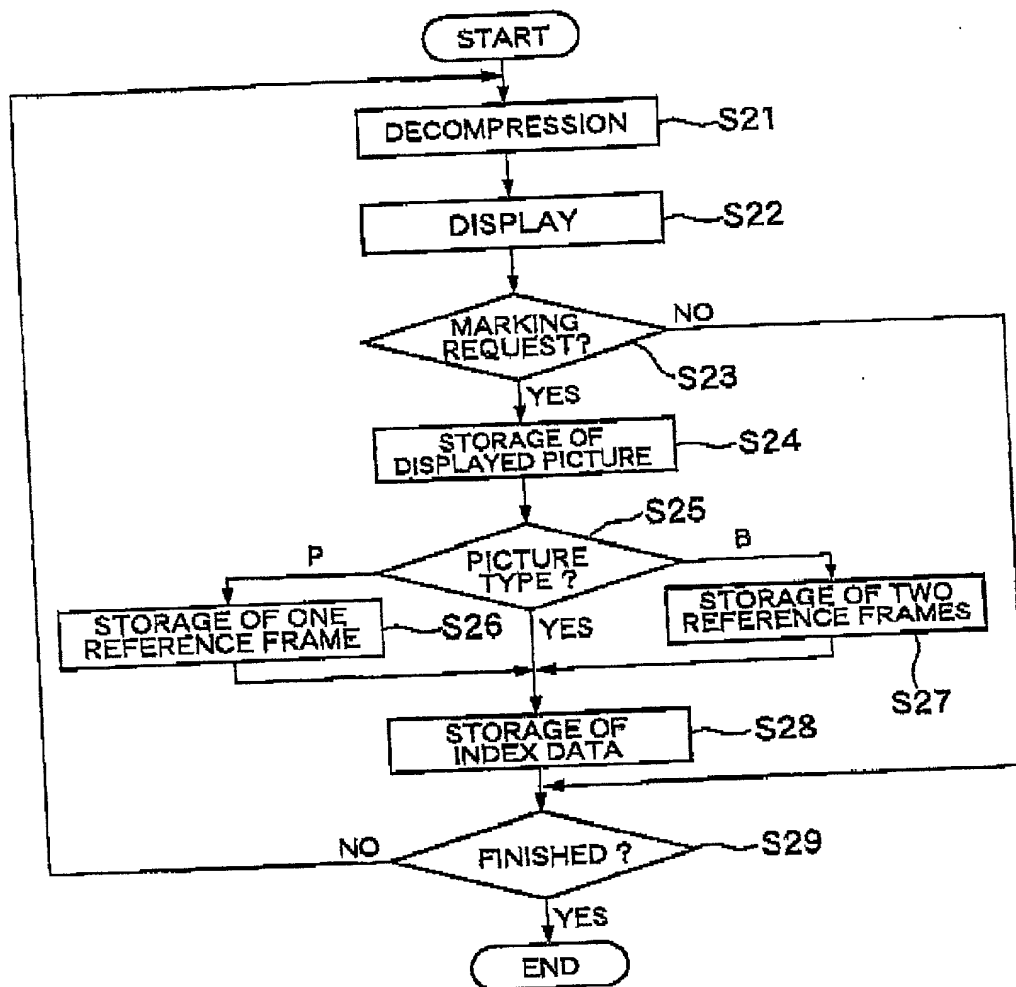 START
DECOMPRESSION
S21
DISPLAY
S22
MARKING
REQUEST?
NO
S23
YES
STORAGE OF
DISPLAYED PICTURE
S24
S25
P
PICTURE
TYPE ?
B
STORAGE OF ONE
REFERENCE FRAME
S26
YES
STORAGE OF TWO
REFERENCE FRAMES
S27
STORAGE OF
INDEX DATA
S28
NO
FINISHED ?
S29
YES
END